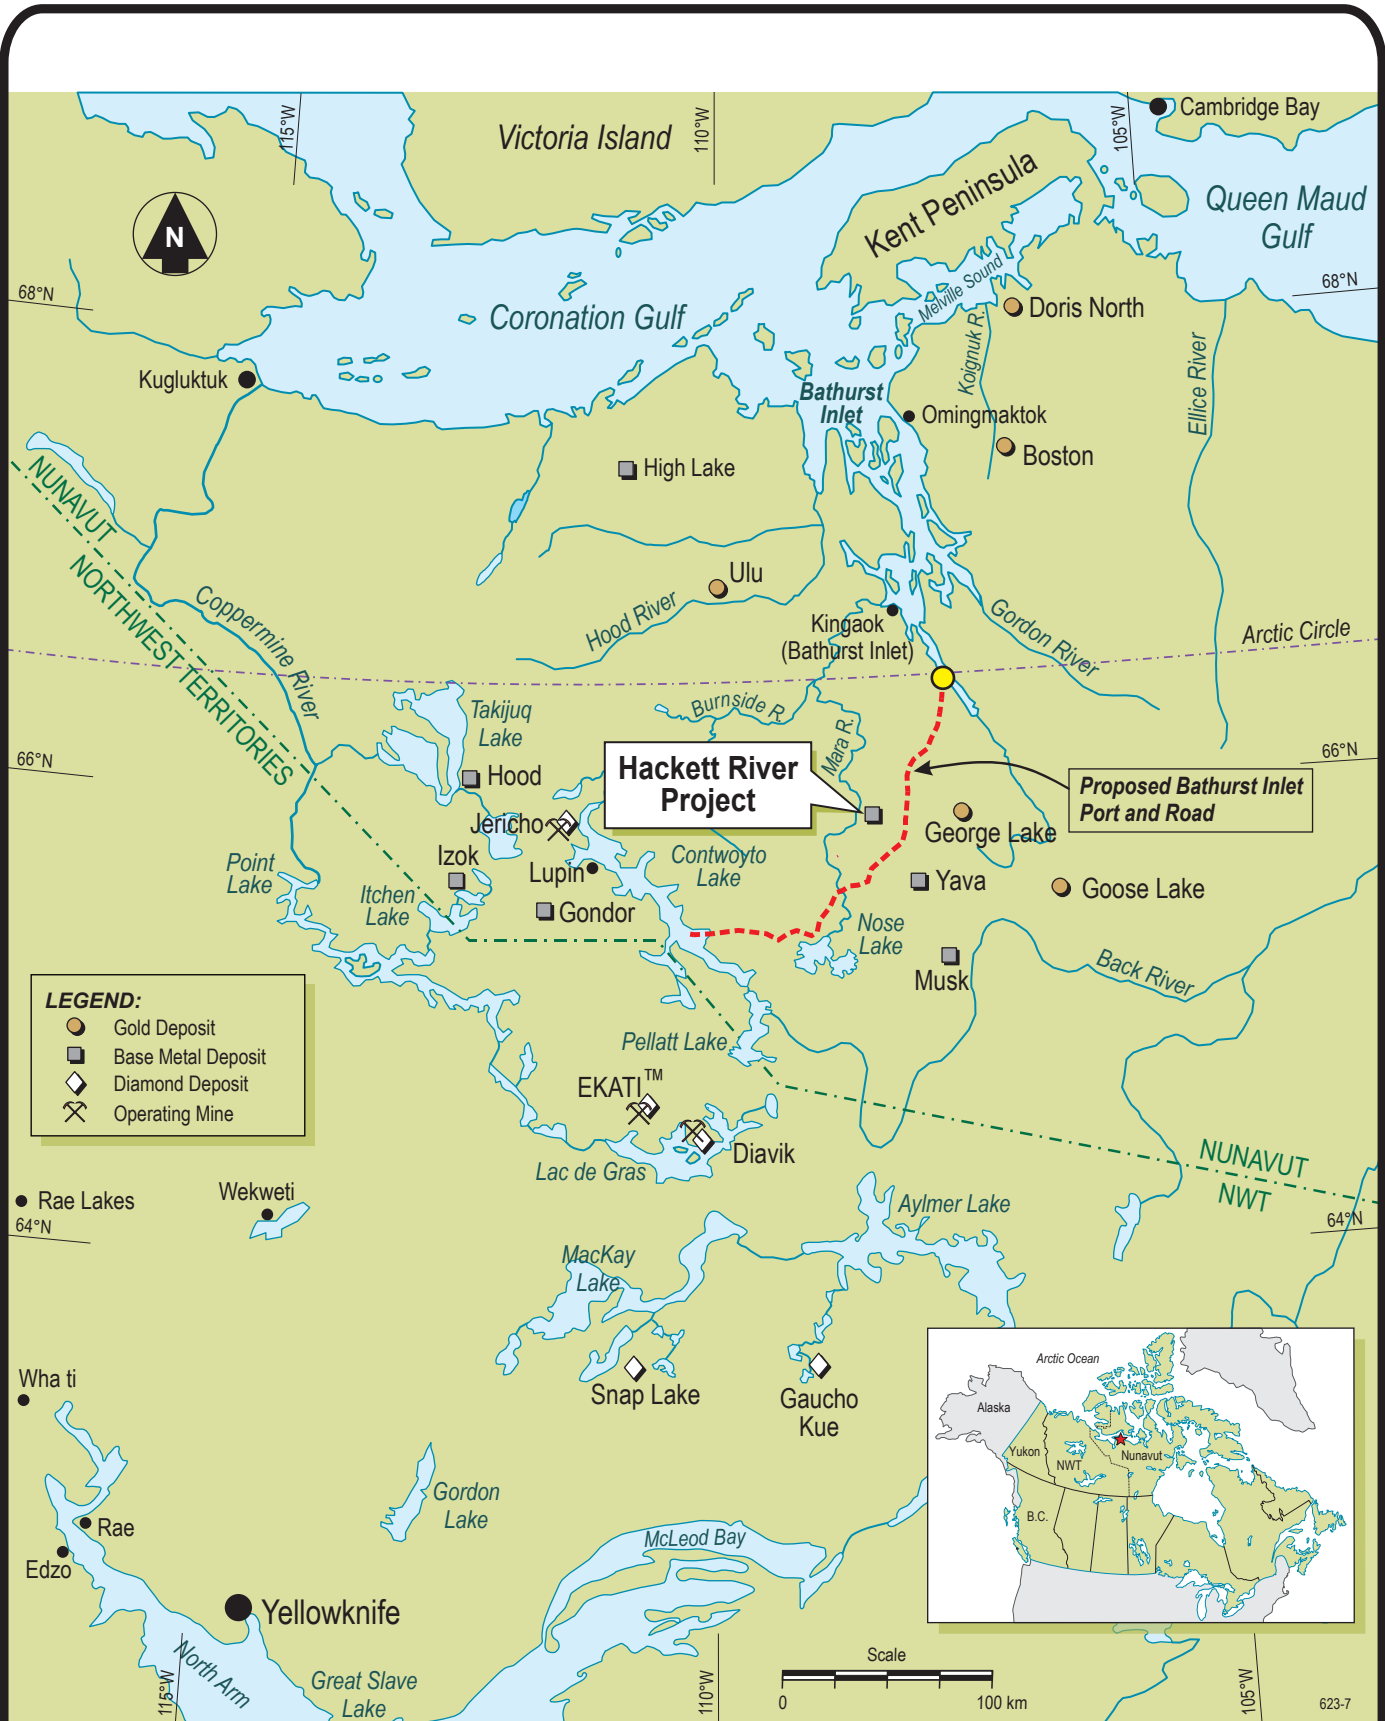 115°W
Victoria Island
110°W
105°W
Cambridge Bay
N
Kent Peninsula
Queen Maud
Gulf
68°N
68°N
Coronation Gulf
Melville Sound
Doris North
Koignuk R.
Ellice River
Kugluktuk
Bathurst
Inlet
Omingmaktok
Boston
High Lake
NUNAVUT
NORTHWEST TERRITORIES
Ulu
Coppermine River
Hood River
Kingaok
(Bathurst Inlet)
Gordon River
Arctic Circle
Takijuq
Lake
Burnside R.
Mara R.
66°N
66°N
Hood
Hackett River
Project
Proposed Bathurst Inlet
Port and Road
Jericho
George Lake
Izok
Point
Lake
Lupin
Contwoyto
Lake
Yava
Goose Lake
Itchen
Lake
Gondor
Nose
Lake
Musk
Back River
LEGEND:
Gold Deposit
Base Metal Deposit
Diamond Deposit
Operating Mine
Pellatt Lake
EKATI™
Diavik
Lac de Gras
NUNAVUT
NWT
Rae Lakes
Wekweti
Aylmer Lake
64°N
64°N
MacKay
Lake
Wha ti
Snap Lake
Gaucho
Kue
Arctic Ocean
Alaska
Yukon
NWT
Nunavut
B.C.
Gordon
Lake
Rae
Edzo
McLeod Bay
Yellowknife
North Arm
Great Slave
Lake
115°W
110°W
Scale
0
100 km
105°W
623-7